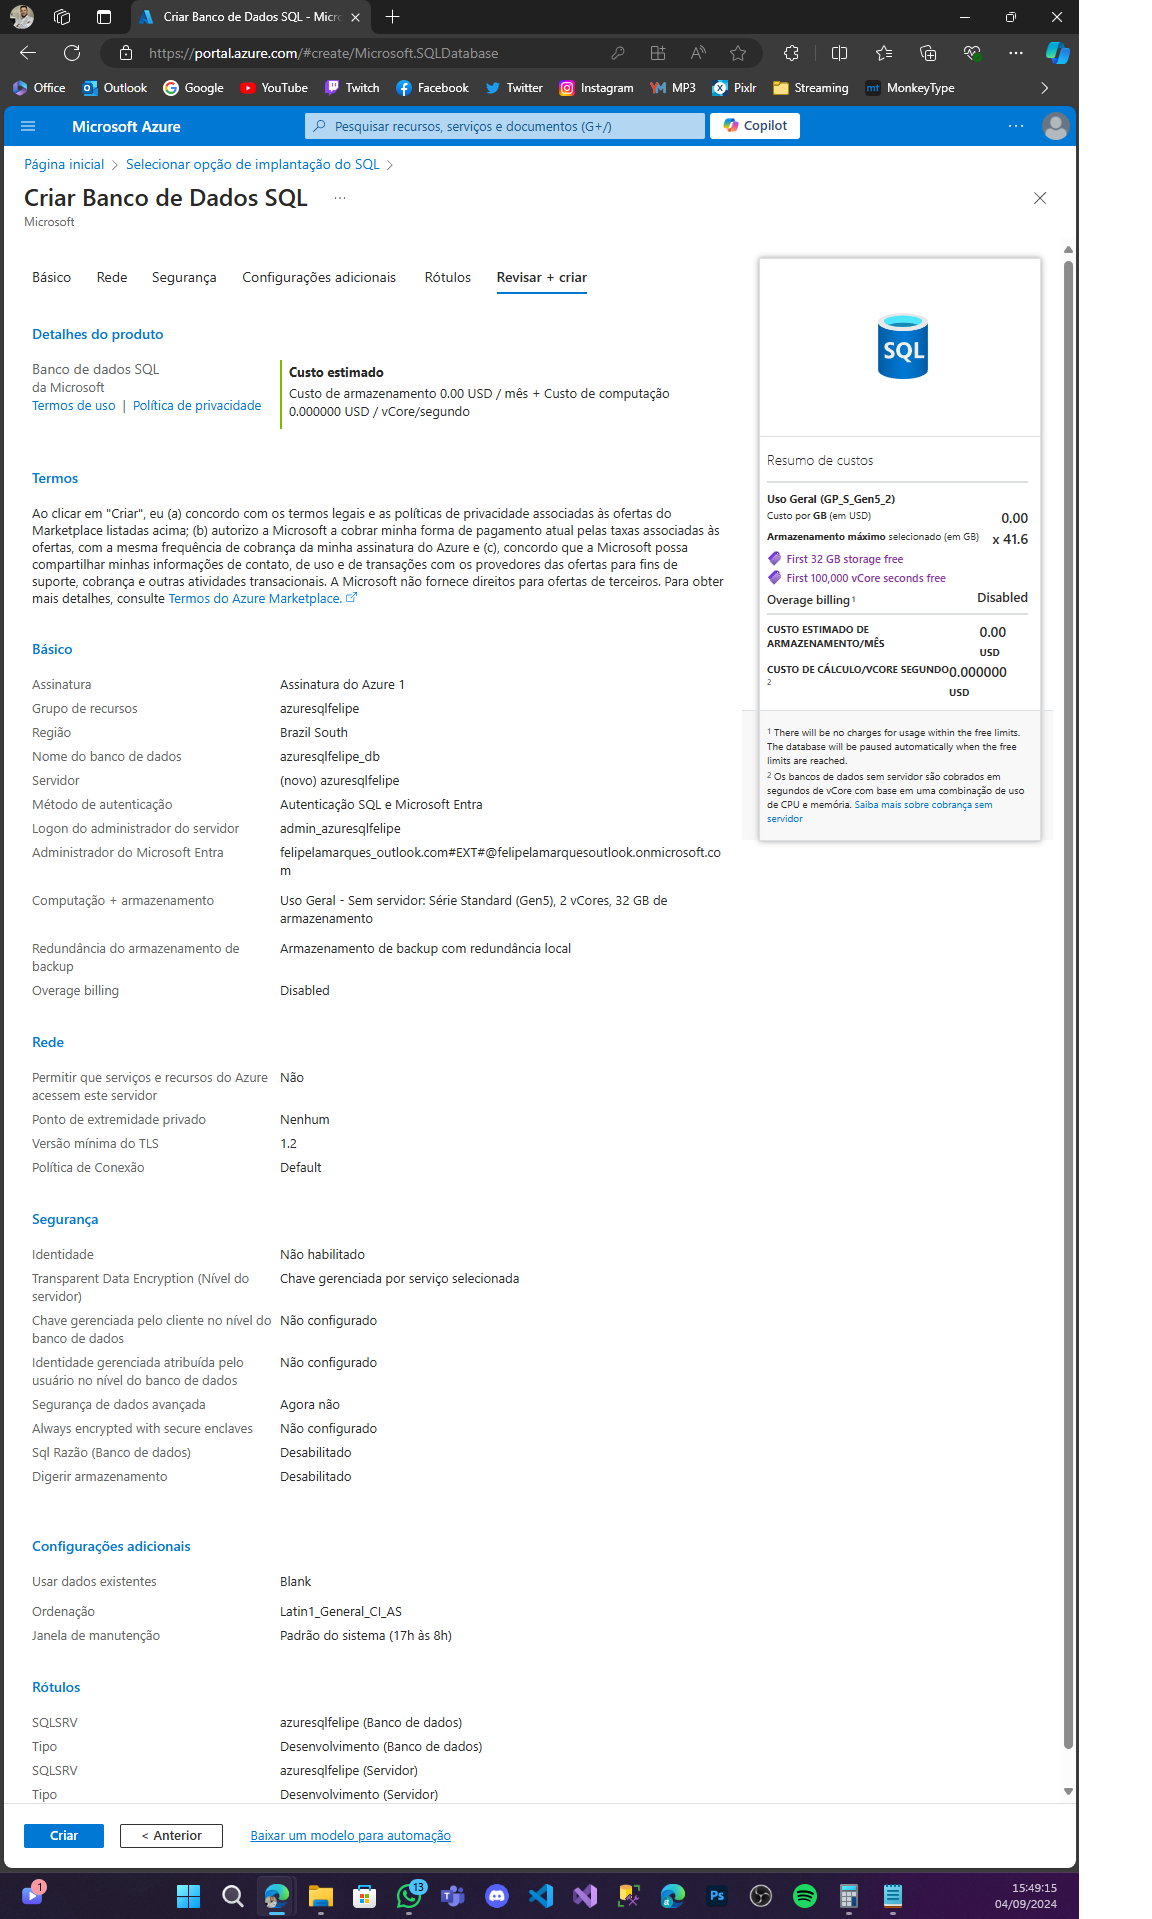 Criar Banco de Dados SQL - Micro
https://portal.azure.com/#create/Microsoft.SQLDatabase
Office Outlook Google YouTube Twitch Facebook Twitter Instagram MP3 Pixlr Streaming MonkeyType
Microsoft Azure
Pesquisar recursos, serviços e documentos (G+/)
Copilot
Página inicial > Selecionar opção de implantação do SQL >
Criar Banco de Dados SQL ...
Microsoft
Básico Rede Segurança Configurações adicionais Rótulos Revisar + criar
Detalhes do produto
Banco de dados SQL
da Microsoft
Termos de uso | Política de privacidade
Custo estimado
Custo de armazenamento 0.00 USD / mês + Custo de computação
0.000000 USD / vCore/segundo
Termos
Ao clicar em "Criar", eu (a) concordo com os termos legais e as políticas de privacidade associadas às ofertas do
Marketplace listadas acima; (b) autorizo a Microsoft a cobrar minha forma de pagamento atual pelas taxas associadas às
ofertas, com a mesma frequência de cobrança da minha assinatura do Azure e (c), concordo que a Microsoft possa
compartilhar minhas informações de contato, de uso e de transações com os provedores das ofertas para fins de
suporte, cobrança e outras atividades transacionais. A Microsoft não fornece direitos para ofertas de terceiros. Para obter
mais detalhes, consulte Termos do Azure Marketplace.
Básico
Assinatura Assinatura do Azure 1
Grupo de recursos azuresqlfelipe
Região Brazil South
Nome do banco de dados azuresqlfelipe_db
Servidor (novo) azuresqlfelipe
Método de autenticação Autenticação SQL e Microsoft Entra
Logon do administrador do servidor admin_azuresqlfelipe
Administrador do Microsoft Entra felipelamarques_outlook.com#EXT#@felipelamarquesoutlook.onmicrosoft.co
m
Computação + armazenamento Uso Geral - Sem servidor: Série Standard (Gen5), 2 vCores, 32 GB de
armazenamento
Redundância do armazenamento de Armazenamento de backup com redundância local
backup
Overage billing Disabled
Rede
Permitir que serviços e recursos do Azure Não
acessem este servidor
Ponto de extremidade privado Nenhum
Versão mínima do TLS 1.2
Política de Conexão Default
Segurança
Identidade Não habilitado
Transparent Data Encryption (Nível do Chave gerenciada por serviço selecionada
servidor)
Chave gerenciada pelo cliente no nível do Não configurado
banco de dados
Identidade gerenciada atribuída pelo Não configurado
usuário no nível do banco de dados
Segurança de dados avançada Agora não
Always encrypted with secure enclaves Não configurado
Sql Razão (Banco de dados) Desabilitado
Digerir armazenamento Desabilitado
Configurações adicionais
Usar dados existentes Blank
Ordenação Latin1_General_CI_AS
Janela de manutenção Padrão do sistema (17h às 8h)
Rótulos
SQLSRV azuresqlfelipe (Banco de dados)
Tipo Desenvolvimento (Banco de dados)
SQLSRV azuresqlfelipe (Servidor)
Tipo Desenvolvimento (Servidor)
SQL
Resumo de custos
Uso Geral (GP_S_Gen5_2)
Custo por GB (em USD) 0.00
Armazenamento máximo selecionado (em GB) x 41.6
First 32 GB storage free
First 100,000 vCore seconds free
Overage billing 1 Disabled
CUSTO ESTIMADO DE 0.00
ARMAZENAMENTO/MÊS USD
CUSTO DE CÁLCULO/VCORE SEGUNDO 0.000000
2 USD
1 There will be no charges for usage within the free limits.
The database will be paused automatically when the free
limits are reached.
2 Os bancos de dados sem servidor são cobrados em
segundos de vCore com base em uma combinação de uso
de CPU e memória. Saiba mais sobre cobrança sem
servidor
Criar < Anterior Baixar um modelo para automação
1
13
Ps
15:49:15
04/09/2024